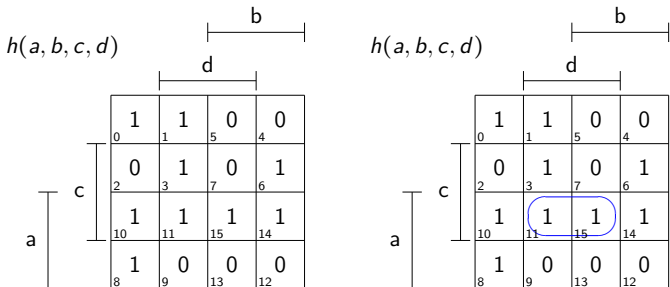 b b
h(a, b, c, d) h(a, b, c, d)
d d
1 1 0 0 1 1 0 0
0 1 5 4 0 1 5 4
0 1 0 1 0 1 0 1
2 3 7 6 2 3 7 6
c c
1 1 1 1 1 1 1 1
10 11 15 14 10 11 15 14
a a
1 0 0 0 1 0 0 0
8 9 13 12 8 9 13 12